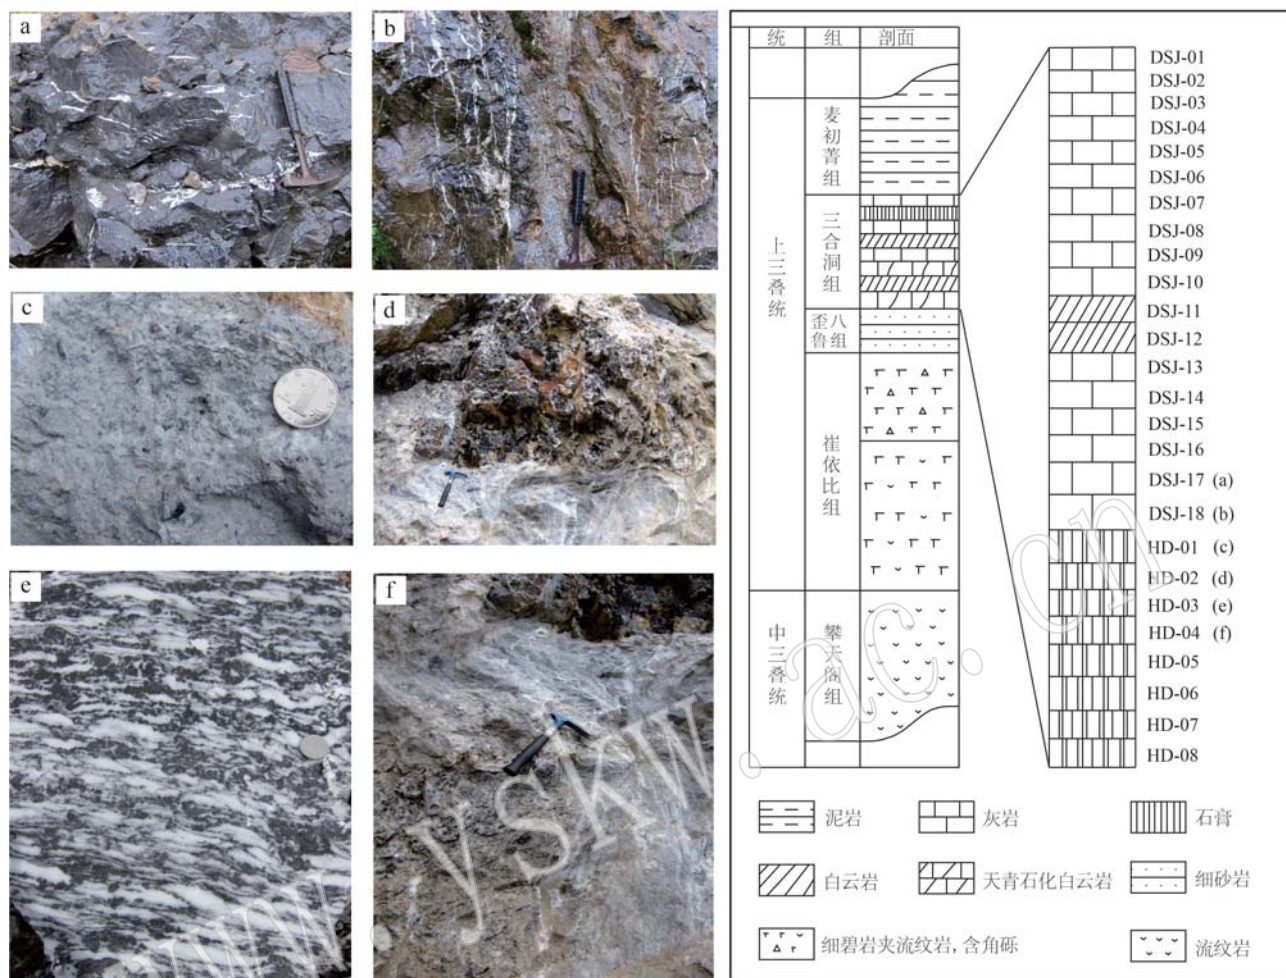 a
b
c
d
e
f
统 组 剖面
上三叠统
中三叠统
麦初菁组
三合洞组
歪八鲁组
崔依比组
攀天阁组
DSJ-01
DSJ-02
DSJ-03
DSJ-04
DSJ-05
DSJ-06
DSJ-07
DSJ-08
DSJ-09
DSJ-10
DSJ-11
DSJ-12
DSJ-13
DSJ-14
DSJ-15
DSJ-16
DSJ-17 (a)
DSJ-18 (b)
HD-01 (c)
HD-02 (d)
HD-03 (e)
HD-04 (f)
HD-05
HD-06
HD-07
HD-08
泥岩 灰岩 石膏
白云岩 天青石化白云岩 细砂岩
细碧岩夹流纹岩,含角砾 流纹岩
www.yskw.ac.cn